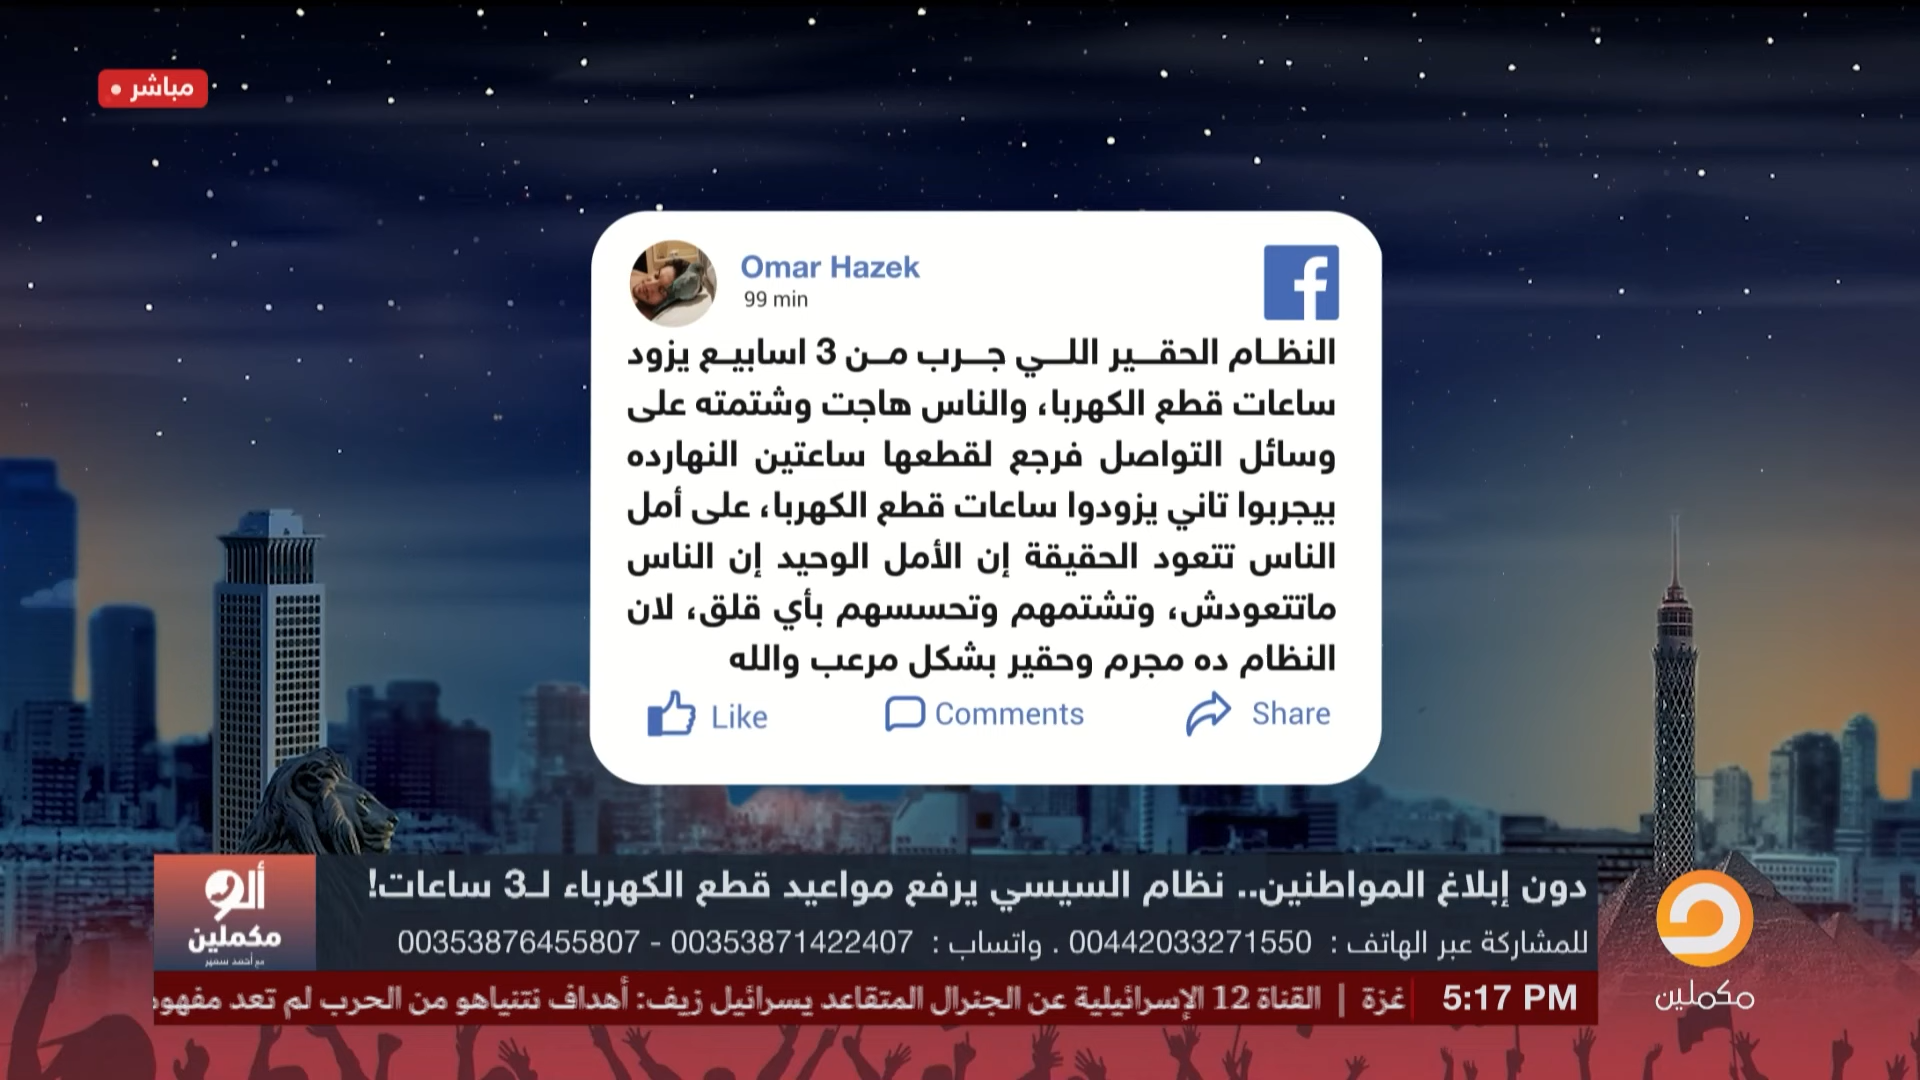 مباشر
Omar Hazek
99 min
النظام الحقير اللي جرب من 3 اسابيع يزود
ساعات قطع الكهربا، والناس هاجت وشتمته على
وسائل التواصل فرجع لقطعها ساعتين النهارده
بيجربوا تاني يزودوا ساعات قطع الكهربا، على أمل
الناس تتعود الحقيقة إن الأمل الوحيد إن الناس
ماتتعودش، وتشتمهم وتحسسهم بأي قلق، لان
النظام ده مجرم وحقير بشكل مرعب والله
Like
Comments
Share
ألو
مكملين
مع أحمد سمير
دون إبلاغ المواطنين.. نظام السيسي يرفع مواعيد قطع الكهرباء لـ3 ساعات!
للمشاركة عبر الهاتف : 00442033271550 . واتساب : 00353871422407 - 00353876455807
5:17 PM
غزة | القناة 12 الإسرائيلية عن الجنرال المتقاعد يسرائيل زيف: أهداف نتنياهو من الحرب لم تعد مفهوم
مكملين